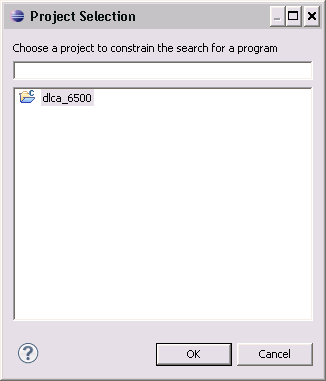 Project Selection
Choose a project to constrain the search for a program
dlca_6500
OK
Cancel